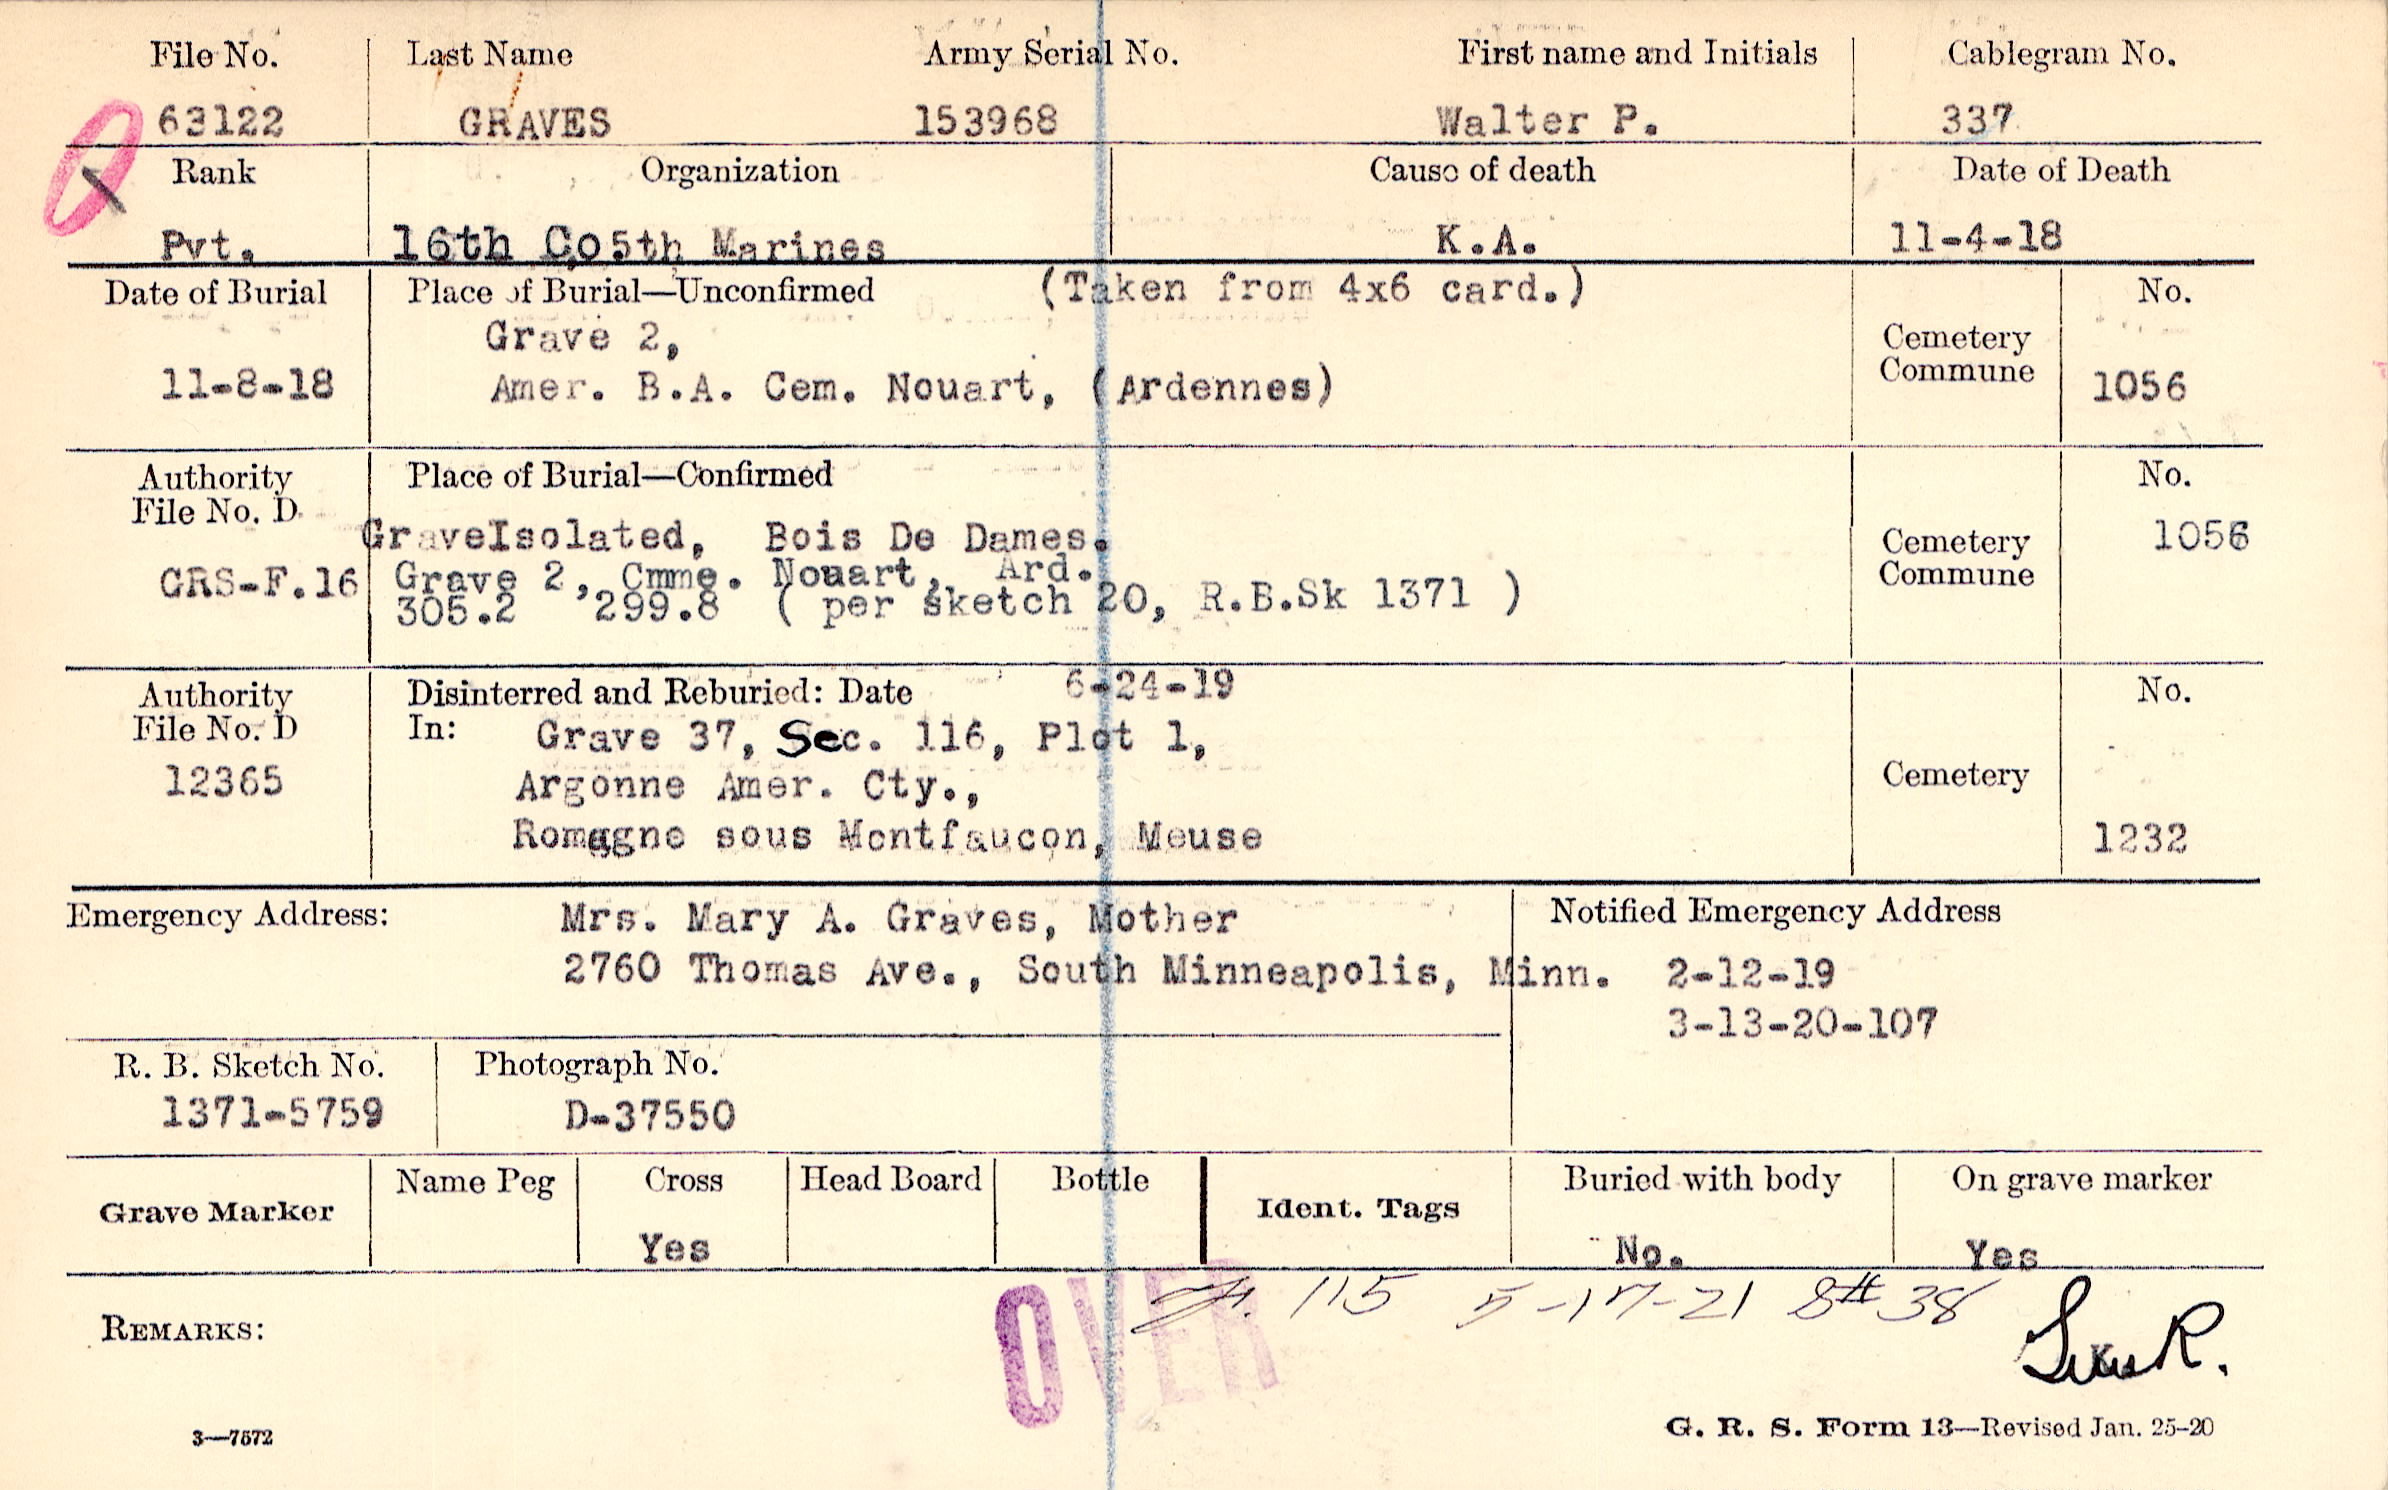 File No. Last Name Army Serial No. First name and Initials Cablegram No.
63122 GRAVES 153968 Walter P. 337
Rank Organization Cause of death Date of Death
Pvt. 16th Co 5th Marines K.A. 11-4-18
Date of Burial Place of Burial—Unconfirmed (Taken from 4x6 card.) No.
Grave 2, Cemetery
11-8-18 Amer. B.A. Cem. Nouart, (Ardennes) Commune 1056
Authority Place of Burial—Confirmed No.
File No. D
GraveIsolated, Bois De Dames. Cemetery 1056
GRS-F.16 Grave 2, Cmme. Nouart, Ard. Commune
305.2 299.8 ( per sketch 20, R.B.Sk 1371 )
Authority Disinterred and Reburied: Date 6-24-19 No.
File No. D In: Grave 37, Sec. 116, Plot 1,
12365 Argonne Amer. Cty., Cemetery
Romagne sous Montfaucon, Meuse 1232
Emergency Address: Mrs. Mary A. Graves, Mother Notified Emergency Address
2760 Thomas Ave., South Minneapolis, Minn. 2-12-19
3-13-20-107
R. B. Sketch No. Photograph No.
1371-5759 D-37550
Grave Marker Name Peg Cross Head Board Bottle Ident. Tags Buried with body On grave marker
Yes No. Yes
OVER 115 5-17-21 8# 38
REMARKS:
3—7572 G. R. S. Form 13—Revised Jan. 25-20